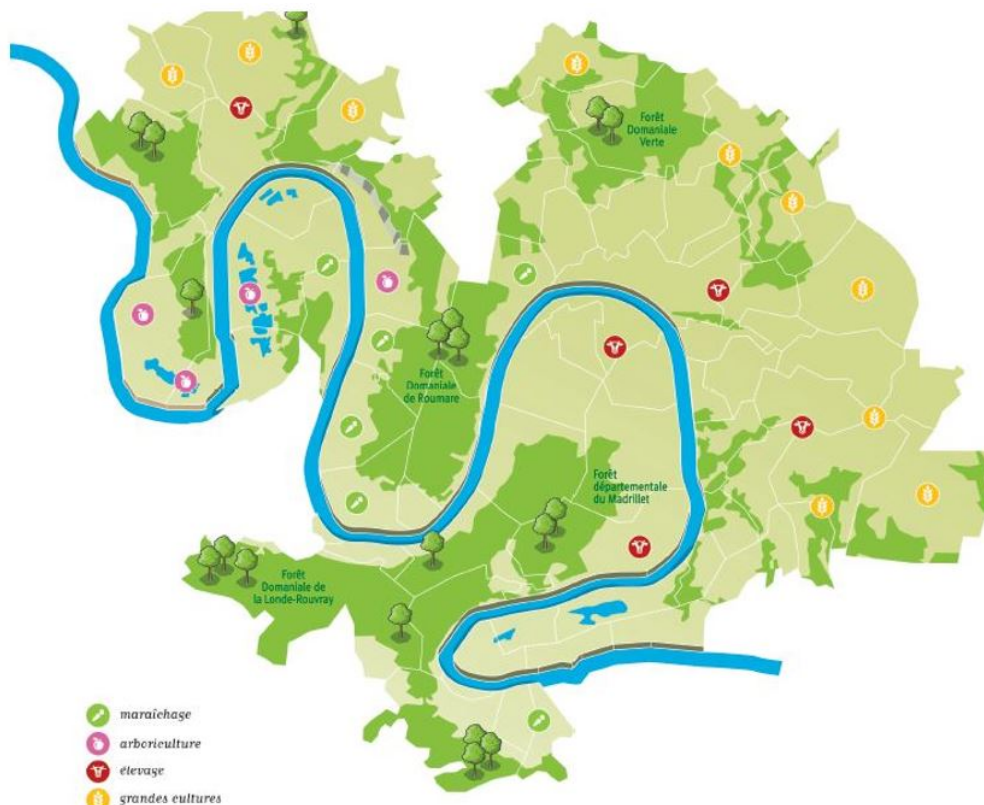 Forêt
Domaniale
Verte
Forêt
Domaniale
de Roumare
Forêt
départementale
du Madrillet
Forêt
Domaniale de
la Londe-Rouvray
maraîchage
arboriculture
élevage
grandes cultures